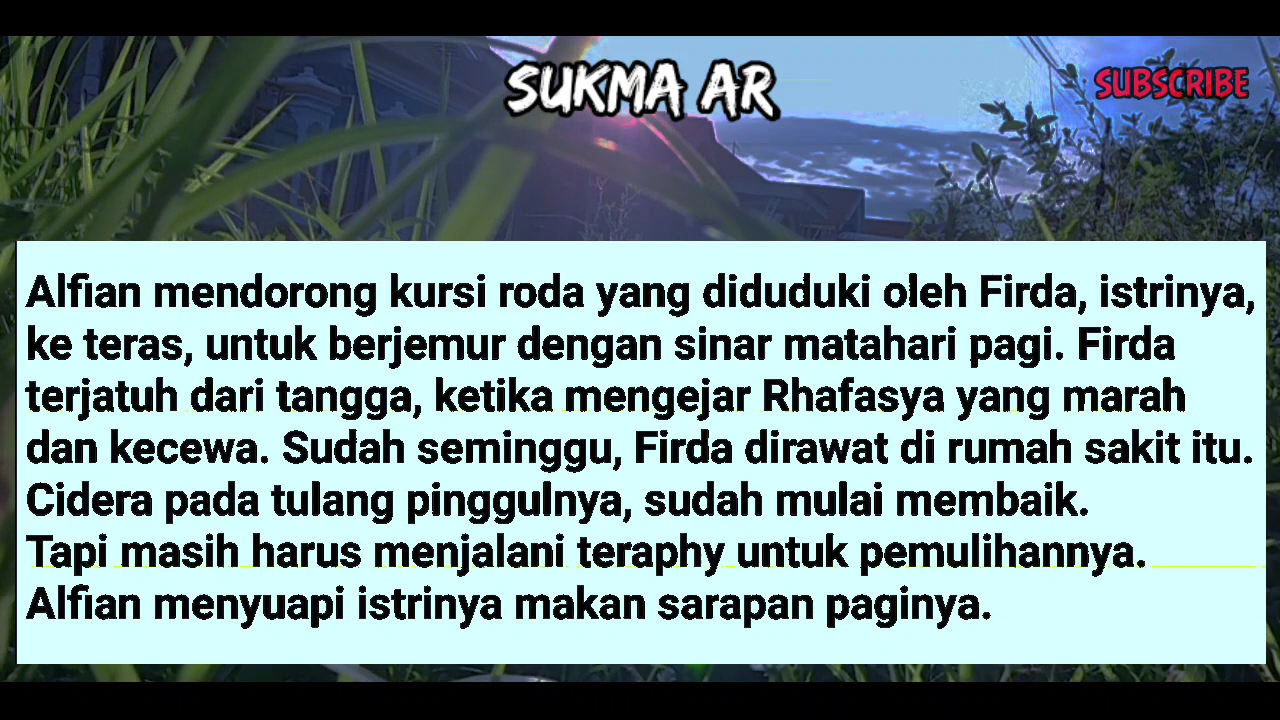 SUKMA AR
SUBSCRIBE
Alfian mendorong kursi roda yang diduduki oleh Firda, istrinya,
ke teras, untuk berjemur dengan sinar matahari pagi. Firda
terjatuh dari tangga, ketika mengejar Rhafasya yang marah
dan kecewa. Sudah seminggu, Firda dirawat di rumah sakit itu.
Cidera pada tulang pinggulnya, sudah mulai membaik.
Tapi masih harus menjalani teraphy untuk pemulihannya.
Alfian menyuapi istrinya makan sarapan paginya.